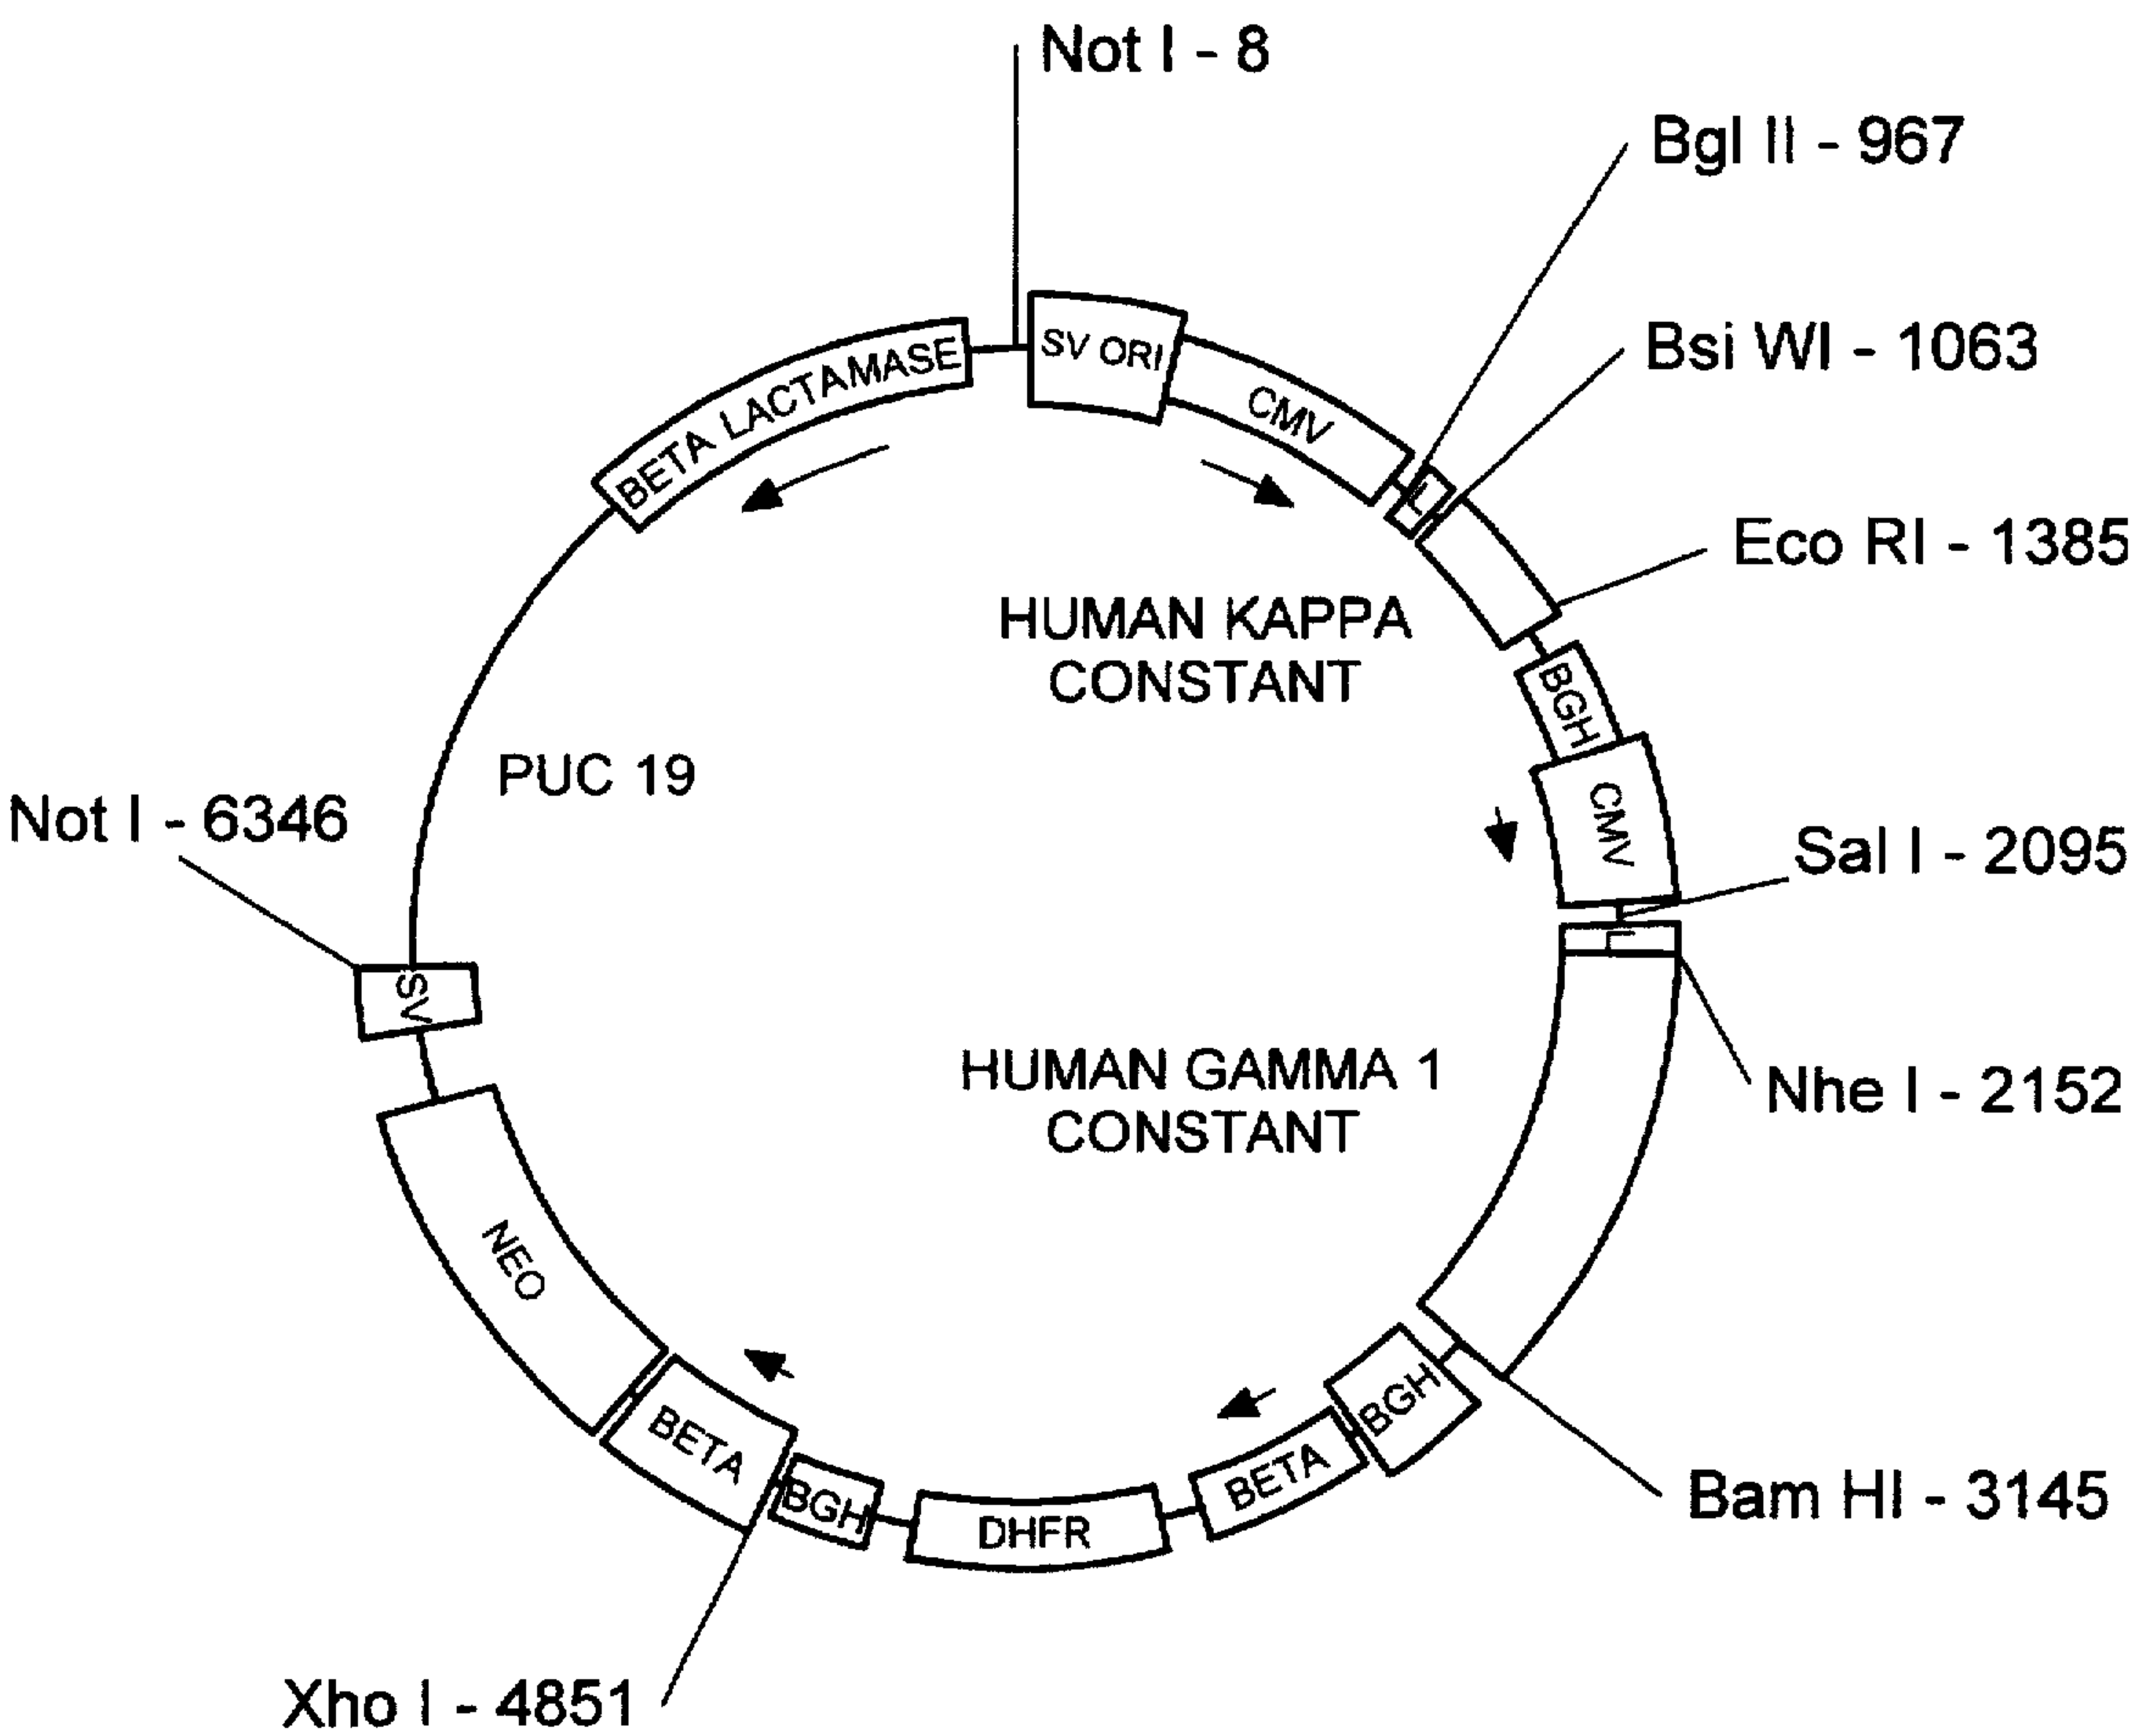 Not I - 8
Bgl II - 967
Bsi WI - 1063
Eco RI - 1385
Sal I - 2095
Nhe I - 2152
Bam HI - 3145
Xho I - 4851
Not I - 6346
SV ORI
CMV
L
BGH
CMV
L
BGH
BETA
DHFR
BGH
BETA
NEO
SV
BETA LACTAMASE
HUMAN KAPPA
CONSTANT
PUC 19
HUMAN GAMMA 1
CONSTANT